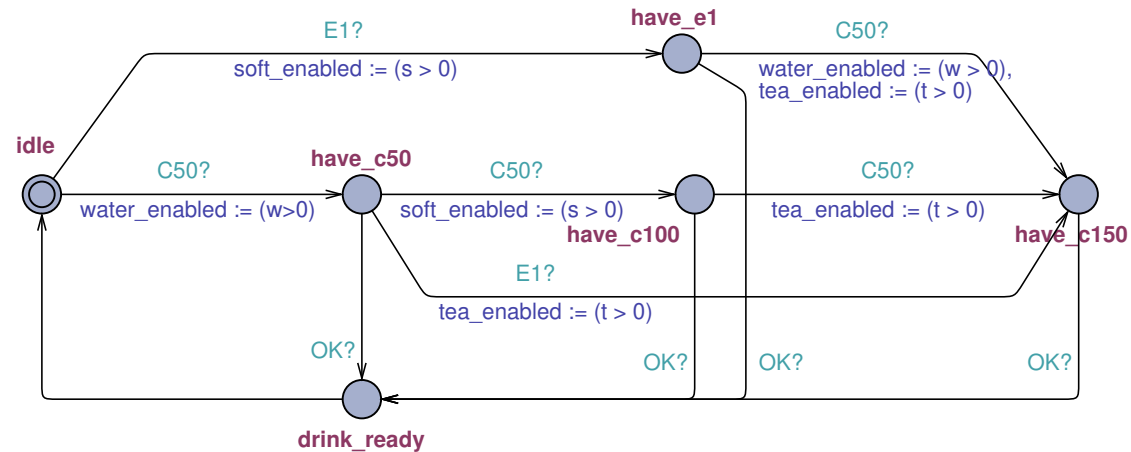 have_e1
E1?
C50?
soft_enabled := (s > 0)
water_enabled := (w > 0),
tea_enabled := (t > 0)
idle
have_c50
C50?
C50?
C50?
water_enabled := (w>0)
soft_enabled := (s > 0)
tea_enabled := (t > 0)
have_c100
have_c150
E1?
tea_enabled := (t > 0)
OK?
OK?
OK?
OK?
drink_ready